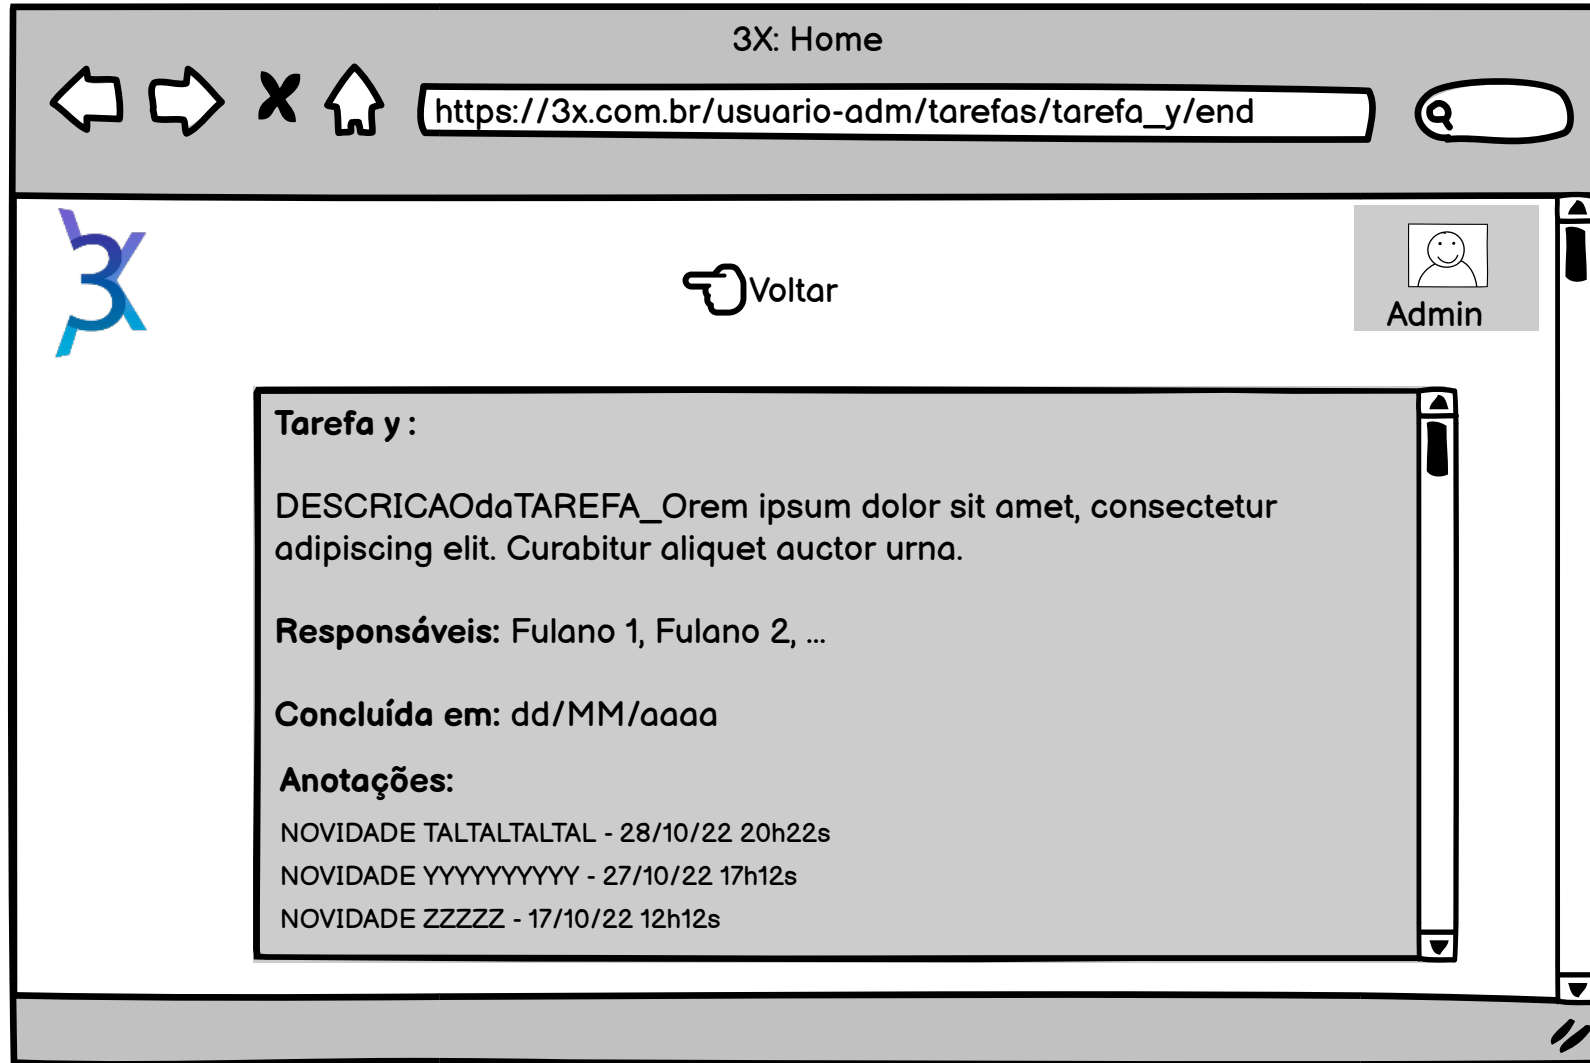 3X: Home
https://3x.com.br/usuario-adm/tarefas/tarefa_y/end
3X
Voltar
Admin
Tarefa y :
DESCRICAOdaTAREFA_Orem ipsum dolor sit amet, consectetur
adipiscing elit. Curabitur aliquet auctor urna.
Responsáveis: Fulano 1, Fulano 2, ...
Concluída em: dd/MM/aaaa
Anotações:
NOVIDADE TALTALTALTAL - 28/10/22 20h22s
NOVIDADE YYYYYYYYYY - 27/10/22 17h12s
NOVIDADE ZZZZZ - 17/10/22 12h12s